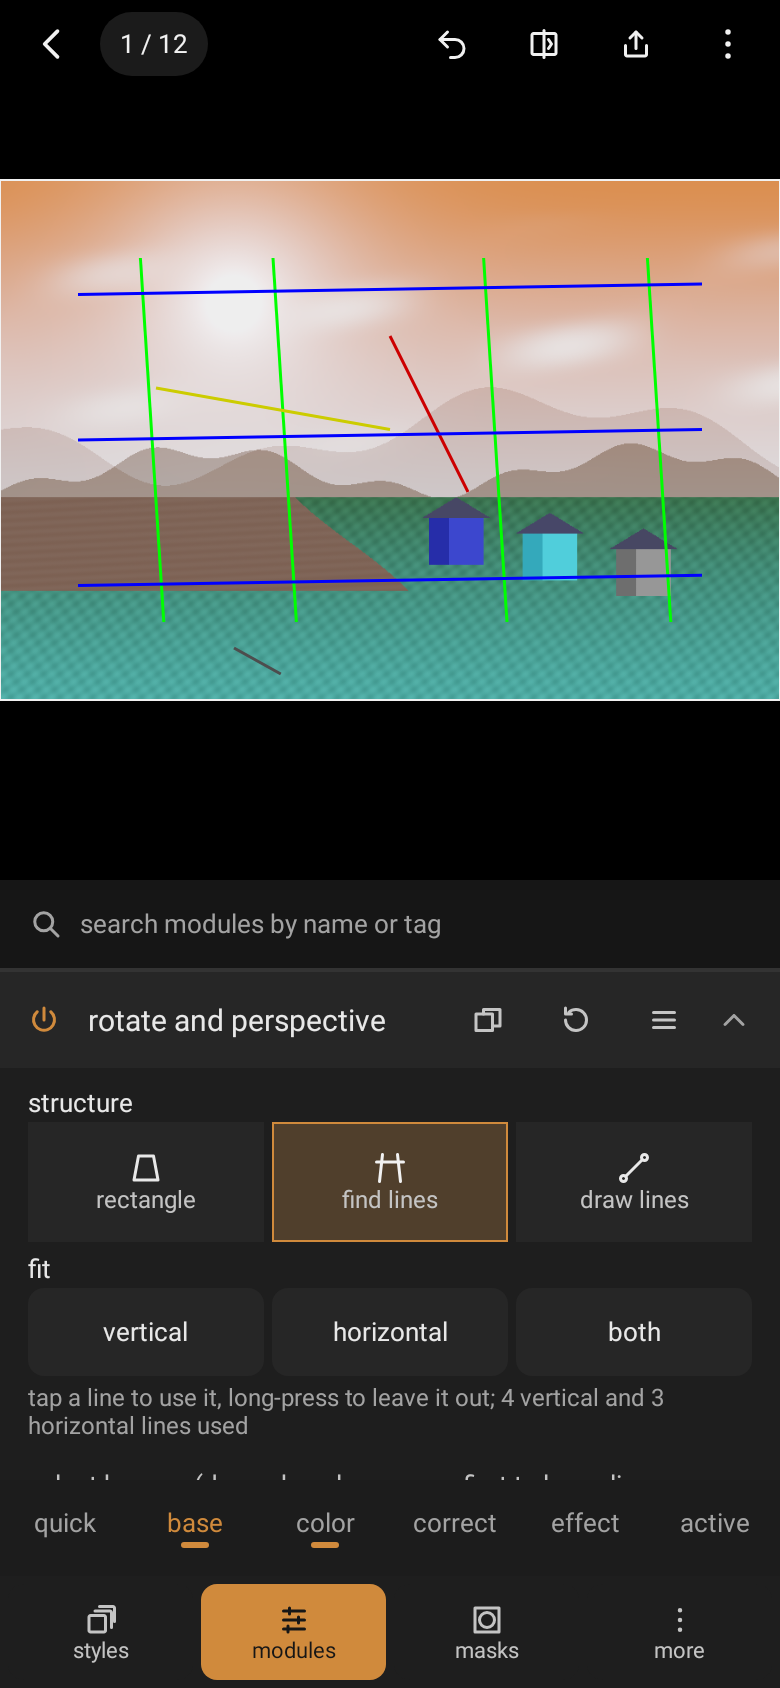 1 / 12
search modules by name or tag
rotate and perspective
structure
rectangle
find lines
draw lines
fit
vertical
horizontal
both
tap a line to use it, long-press to leave it out; 4 vertical and 3
horizontal lines used
quick
base
color
correct
effect
active
styles
modules
masks
more